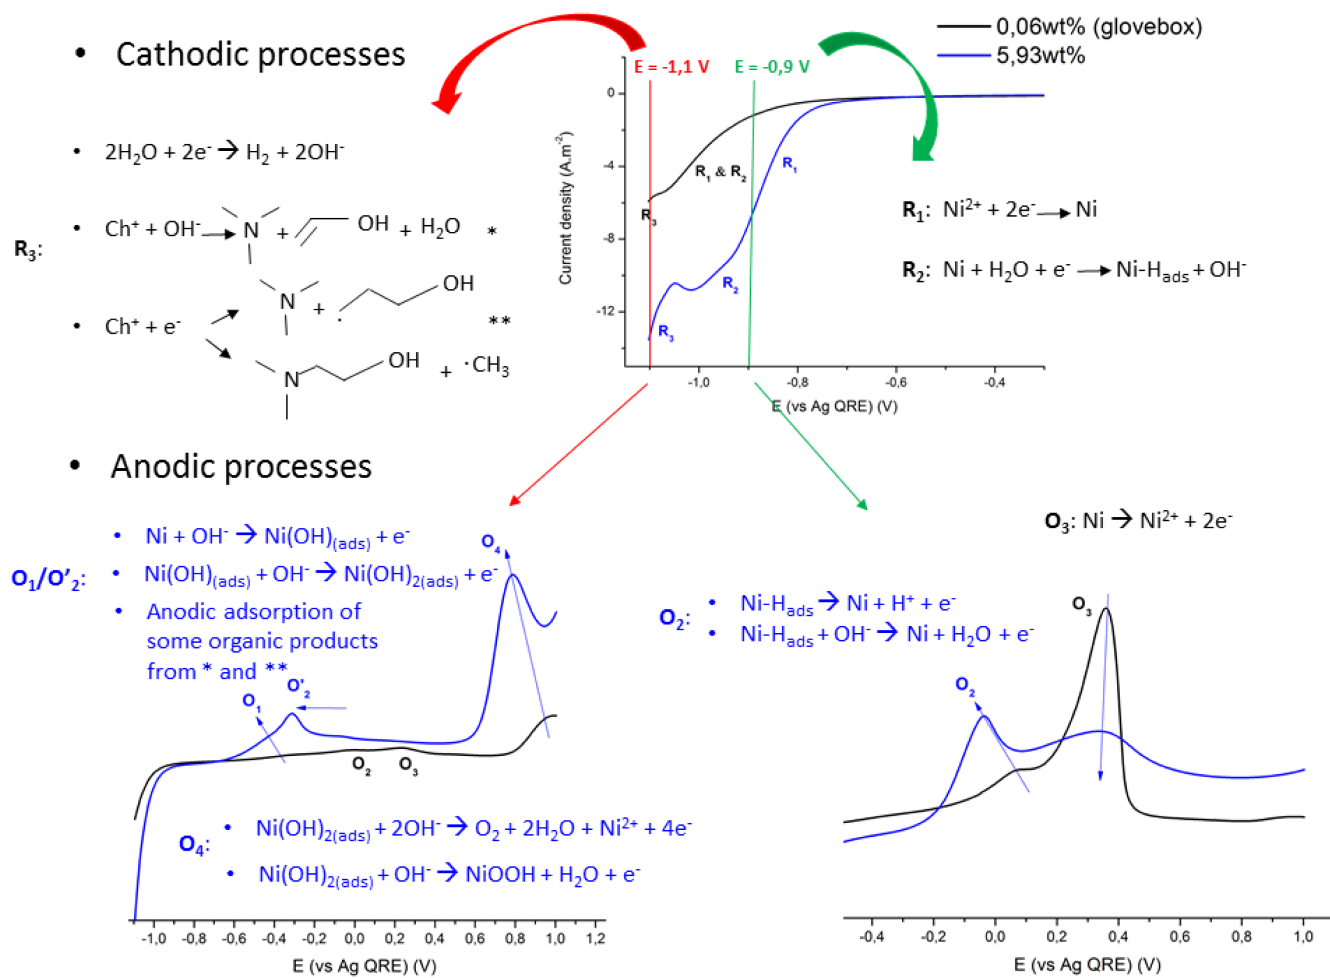 • Cathodic processes
0,06wt% (glovebox)
5,93wt%
E = -1,1 V
E = -0,9 V
• 2H₂O + 2e⁻ → H₂ + 2OH⁻
R₃:
• Ch⁺ + OH⁻ → N + OH + H₂O *
• Ch⁺ + e⁻
N + OH
**
N OH + ·CH₃
Current density (A.m⁻²)
0
-4
-8
-12
R₁ & R₂
R₁
R₃
R₂
R₃
-1,0 -0,8 -0,6 -0,4
E (vs Ag QRE) (V)
R₁: Ni²⁺ + 2e⁻ → Ni
R₂: Ni + H₂O + e⁻ → Ni-Hads + OH⁻
• Anodic processes
O₁/O'₂:
• Ni + OH⁻ → Ni(OH)(ads) + e⁻
• Ni(OH)(ads) + OH⁻ → Ni(OH)₂(ads) + e⁻
• Anodic adsorption of
some organic products
from * and **
O₄
O₁
O'₂
O₂
O₃
O₄:
• Ni(OH)₂(ads) + 2OH⁻ → O₂ + 2H₂O + Ni²⁺ + 4e⁻
• Ni(OH)₂(ads) + OH⁻ → NiOOH + H₂O + e⁻
-1,0 -0,8 -0,6 -0,4 -0,2 0,0 0,2 0,4 0,6 0,8 1,0 1,2
E (vs Ag QRE) (V)
O₃: Ni → Ni²⁺ + 2e⁻
O₂:
• Ni-Hads → Ni + H⁺ + e⁻
• Ni-Hads + OH⁻ → Ni + H₂O + e⁻
O₃
O₂
-0,4 -0,2 0,0 0,2 0,4 0,6 0,8 1,0
E (vs Ag QRE) (V)